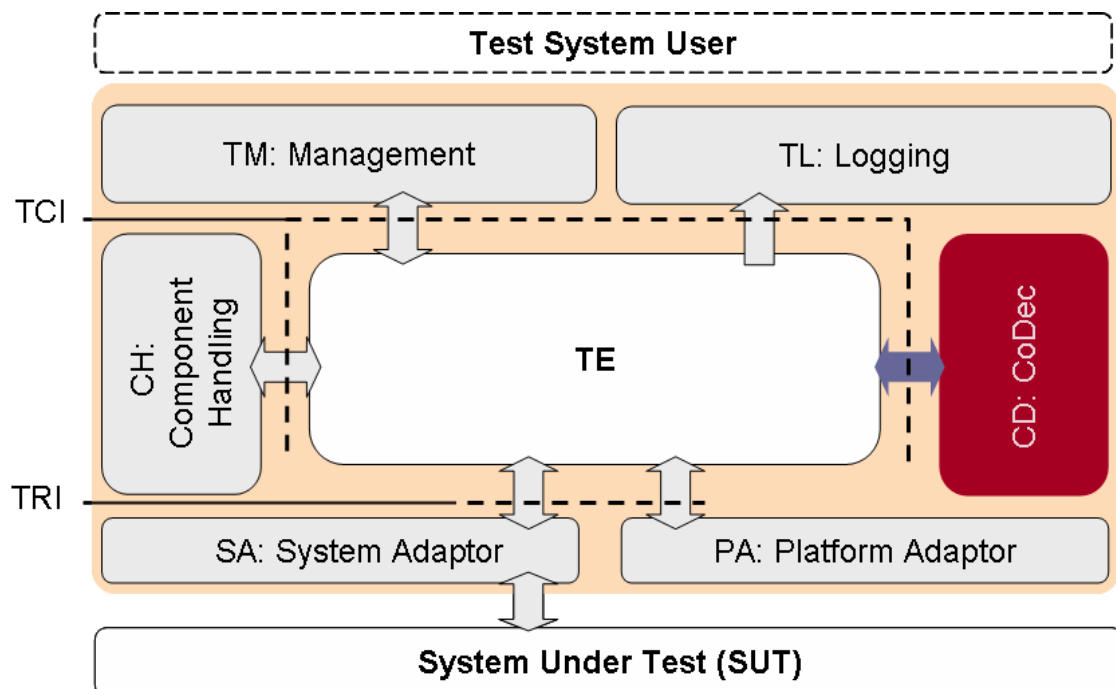 Test System User
TM: Management
TL: Logging
TCI
CH:
Component
Handling
TE
CD: CoDec
TRI
SA: System Adaptor
PA: Platform Adaptor
System Under Test (SUT)